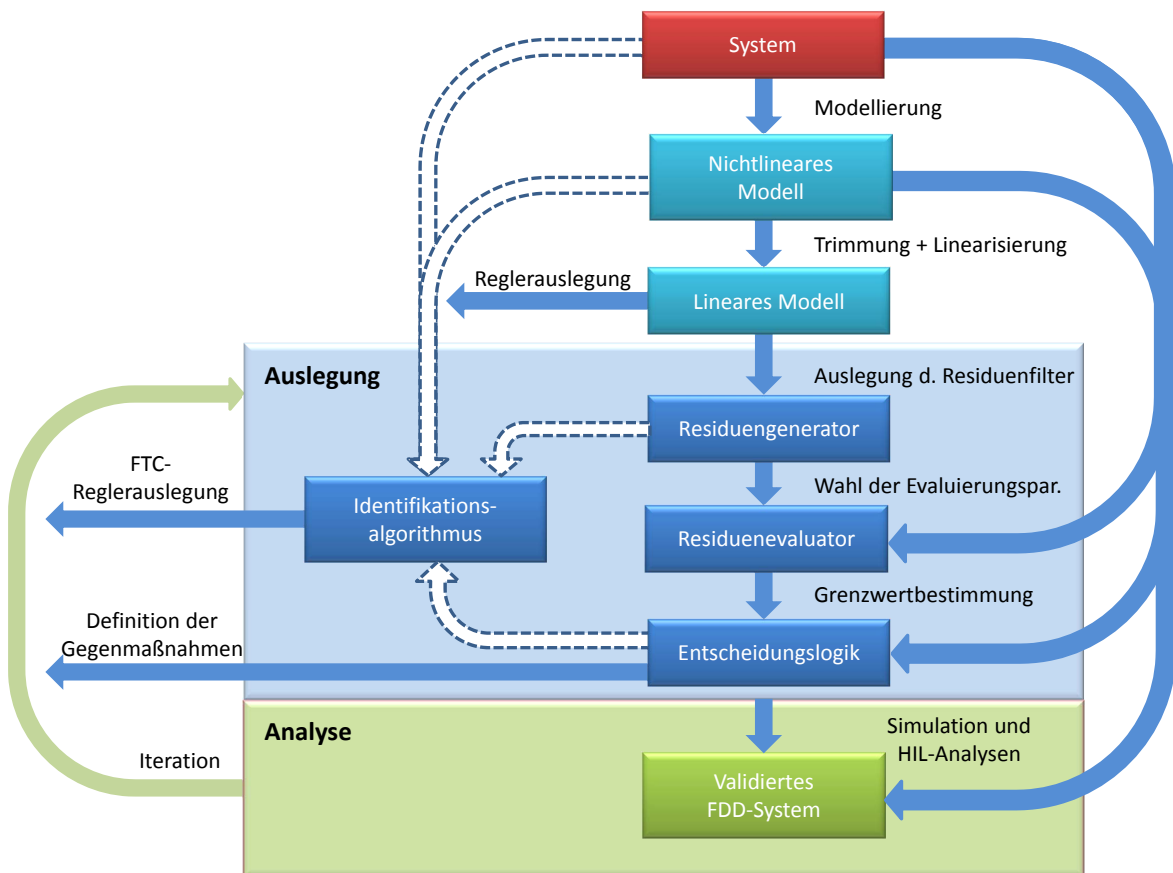 System
Modellierung
Nichtlineares
Modell
Trimmung + Linearisierung
Reglerauslegung
Lineares Modell
Auslegung
Auslegung d. Residuenfilter
Residuengenerator
FTC-
Reglerauslegung
Identifikations-
algorithmus
Wahl der Evaluierungspar.
Residuenevaluator
Grenzwertbestimmung
Definition der
Gegenmaßnahmen
Entscheidungslogik
Analyse
Simulation und
HIL-Analysen
Iteration
Validiertes
FDD-System